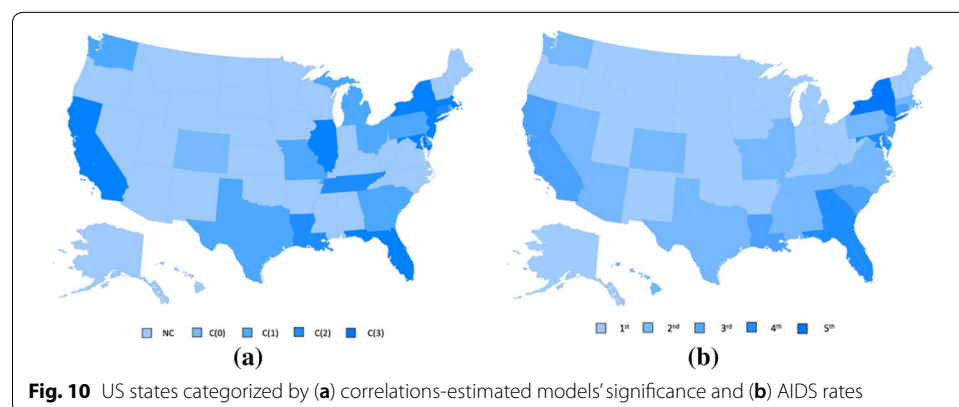 NC C(0) C(1) C(2) C(3)
1st 2nd 3rd 4th 5th
(a) (b)
Fig. 10 US states categorized by (a) correlations-estimated models' significance and (b) AIDS rates